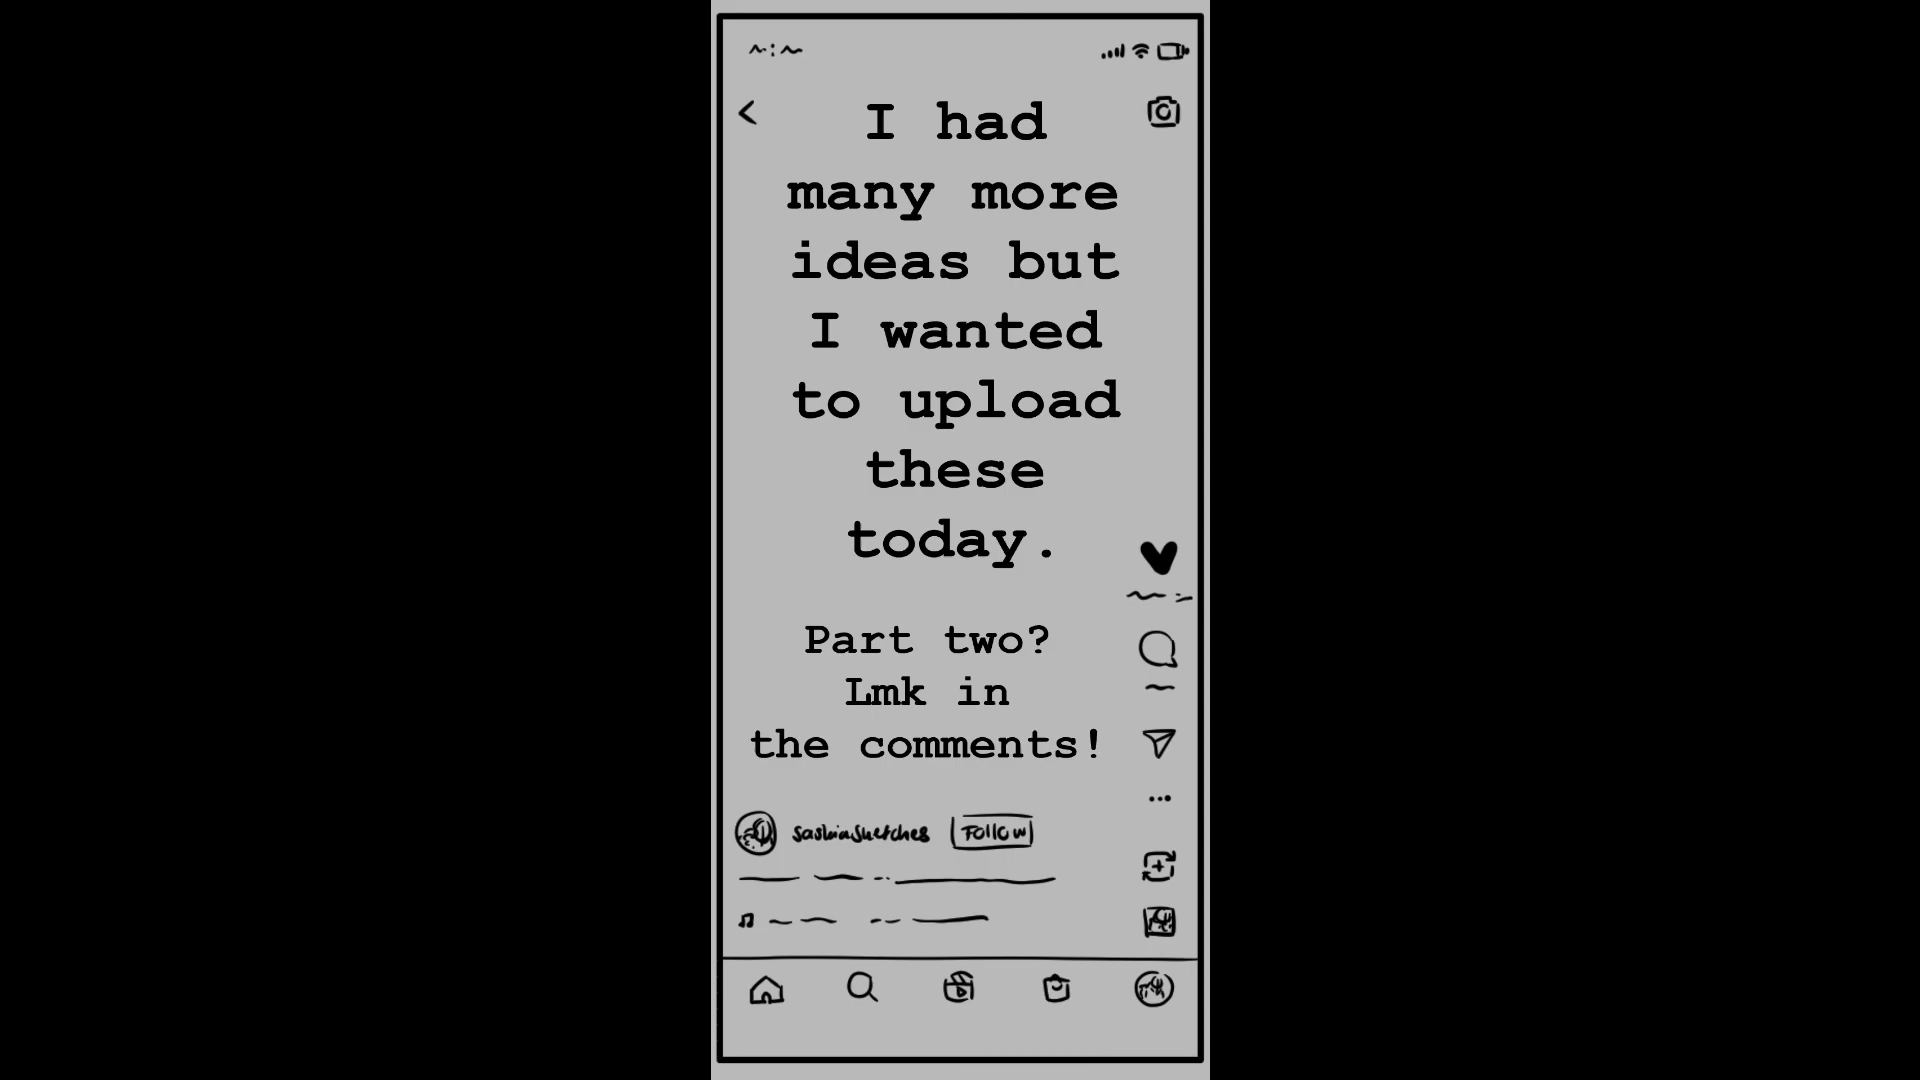 I had
many more
ideas but
I wanted
to upload
these
today.
Part two?
Lmk in
the comments!
Follow